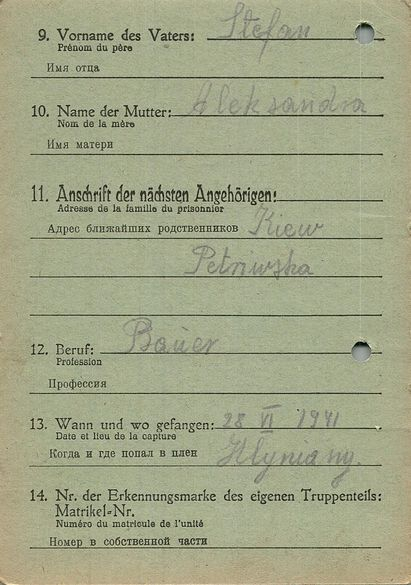 9. Vorname des Vaters: Stefan
Prénom du père
Имя отца
10. Name der Mutter: Aleksandra
Nom de la mère
Имя матери
11. Anschrift der nächsten Angehörigen:
Adresse de la famille du prisonnier
Адрес ближайших родственников Kiew
Petriwska
12. Beruf: Bauer
Profession
Профессия
13. Wann und wo gefangen: 28 VI 1941
Date et lieu de la capture
Когда и где попал в плен
14. Nr. der Erkennungsmarke des eigenen Truppenteils:
Matrikel-Nr.
Numéro du matricule de l'unité
Номер в собственной части